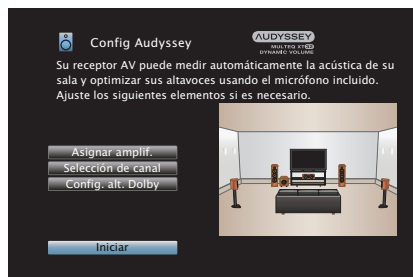 Config Audyssey
AUDYSSEY
MULTEQ XT32
DYNAMIC VOLUME
Su receptor AV puede medir automáticamente la acústica de su
sala y optimizar sus altavoces usando el micrófono incluido.
Ajuste los siguientes elementos si es necesario.
Asignar amplif.
Selección de canal
Config. alt. Dolby
Iniciar